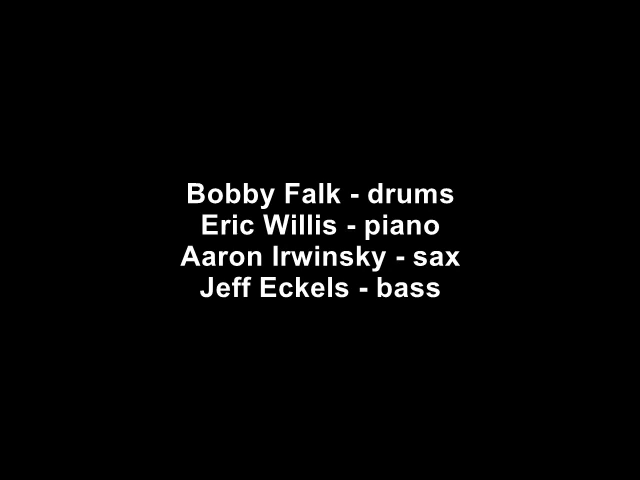 Bobby Falk - drums
Eric Willis - piano
Aaron Irwinsky - sax
Jeff Eckels - bass